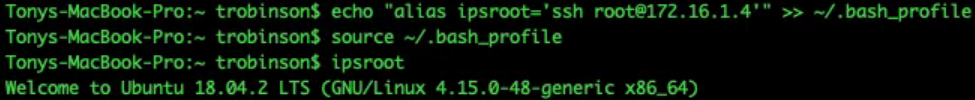 Tonys-MacBook-Pro:~ trobinson$ echo "alias ipsroot='ssh root@172.16.1.4'" >> ~/.bash_profile
Tonys-MacBook-Pro:~ trobinson$ source ~/.bash_profile
Tonys-MacBook-Pro:~ trobinson$ ipsroot
Welcome to Ubuntu 18.04.2 LTS (GNU/Linux 4.15.0-48-generic x86_64)